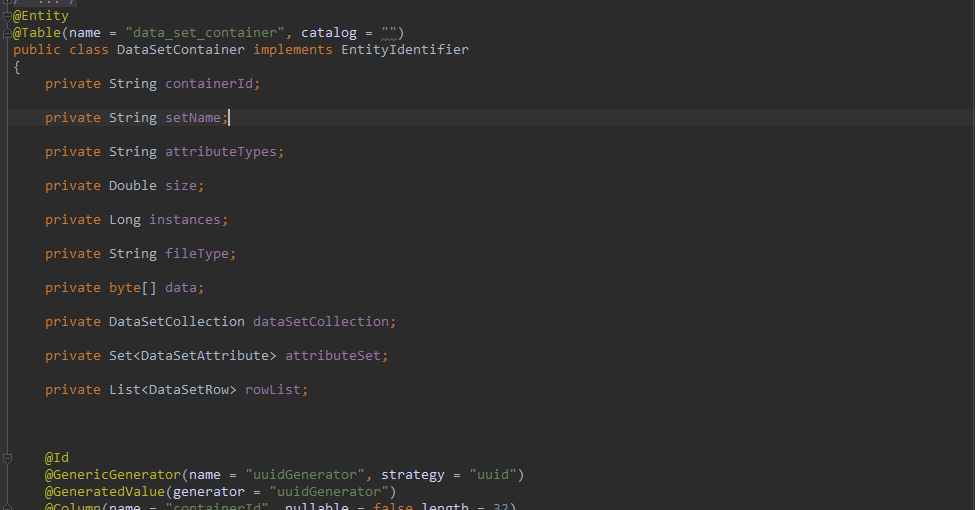 / ... /
@Entity
@Table(name = "data_set_container", catalog = "")
public class DataSetContainer implements EntityIdentifier
{
private String containerId;
private String setName;
private String attributeTypes;
private Double size;
private Long instances;
private String fileType;
private byte[] data;
private DataSetCollection dataSetCollection;
private Set<DataSetAttribute> attributeSet;
private List<DataSetRow> rowList;
@Id
@GenericGenerator(name = "uuidGenerator", strategy = "uuid")
@GeneratedValue(generator = "uuidGenerator")
@Column(name = "containerId", nullable = false, length = 32)